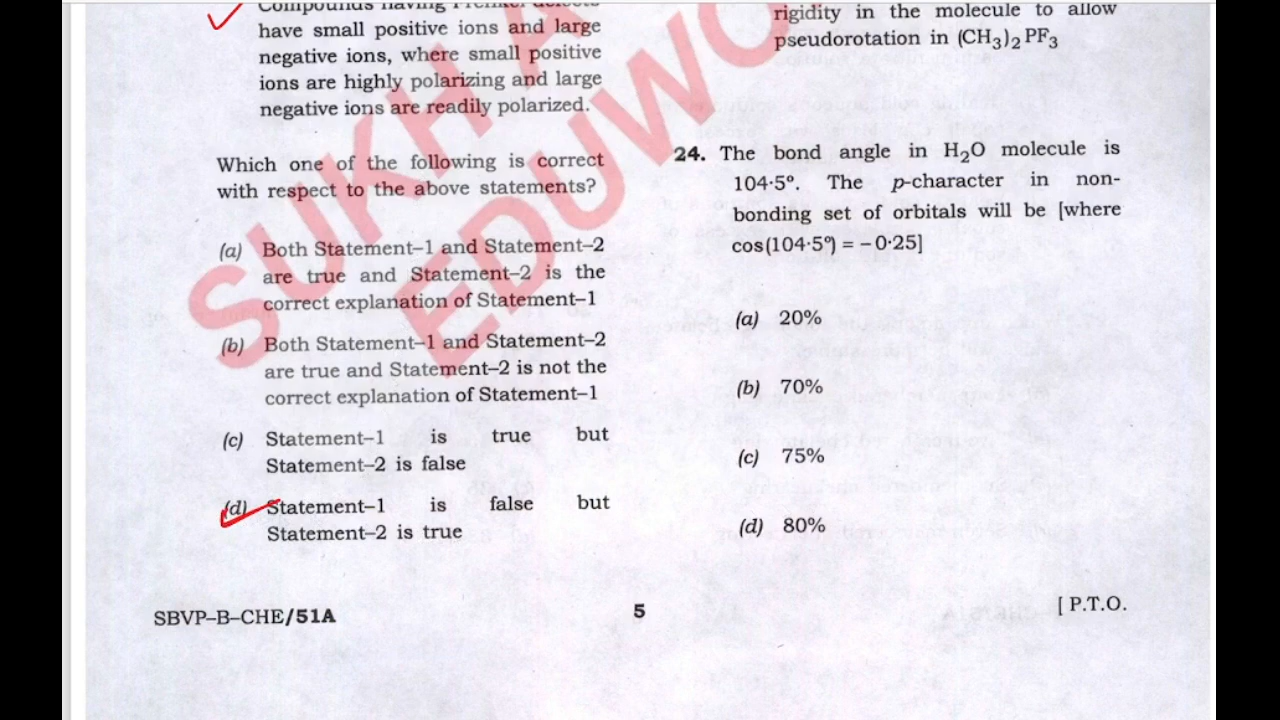 Compounds having Frenkel defects
have small positive ions and large
negative ions, where small positive
ions are highly polarizing and large
negative ions are readily polarized.
Which one of the following is correct
with respect to the above statements?
(a) Both Statement–1 and Statement–2
are true and Statement–2 is the
correct explanation of Statement–1
(b) Both Statement–1 and Statement–2
are true and Statement–2 is not the
correct explanation of Statement–1
(c) Statement–1 is true but
Statement–2 is false
(d) Statement–1 is false but
Statement–2 is true
rigidity in the molecule to allow
pseudorotation in (CH₃)₂PF₃
24. The bond angle in H₂O molecule is
104·5°. The p-character in non-
bonding set of orbitals will be [where
cos(104·5°) = –0·25]
(a) 20%
(b) 70%
(c) 75%
(d) 80%
SBVP–B–CHE/51A
5
[ P.T.O.
SUKHA
EDUWO